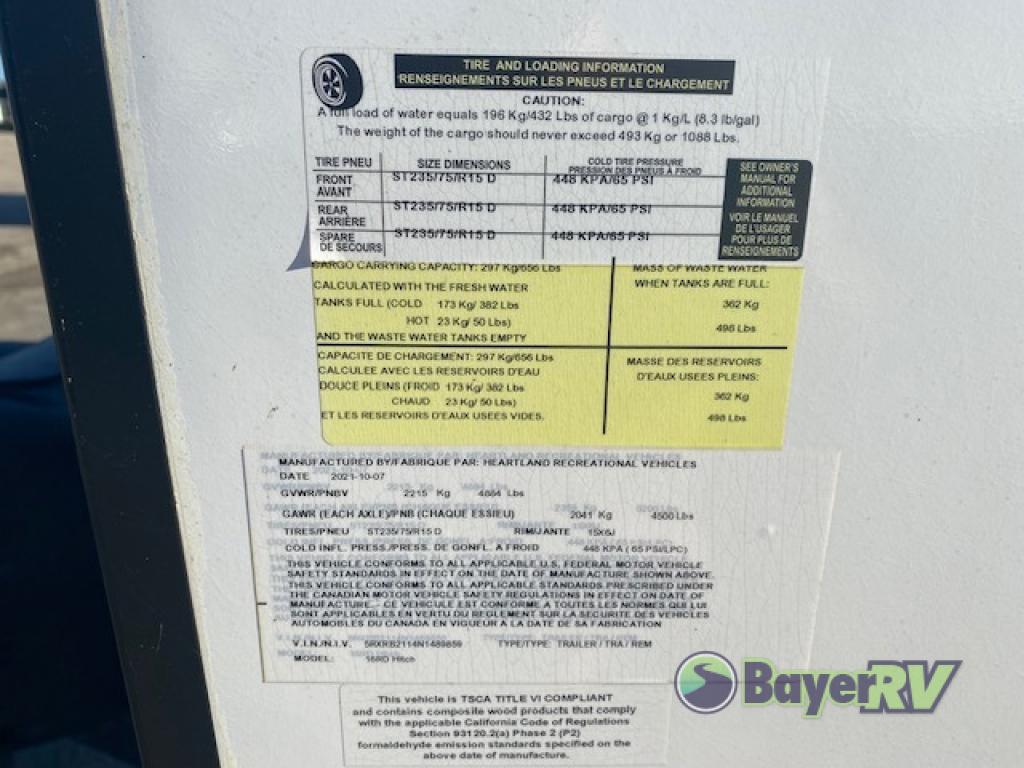 TIRE AND LOADING INFORMATION
RENSEIGNEMENTS SUR LES PNEUS ET LE CHARGEMENT
CAUTION:
A full load of water equals 196 Kg/432 Lbs of cargo @ 1 Kg/L (8.3 lb/gal)
The weight of the cargo should never exceed 493 Kg or 1088 Lbs.
TIRE PNEU SIZE DIMENSIONS COLD TIRE PRESSURE
PRESSION DES PNEUS À FROID
FRONT
AVANT ST235/75/R15 D 448 KPA/65 PSI
REAR
ARRIÈRE ST235/75/R15 D 448 KPA/65 PSI
SPARE
DE SECOURS ST235/75/R15 D 448 KPA/65 PSI
SEE OWNER'S
MANUAL FOR
ADDITIONAL
INFORMATION
VOIR LE MANUEL
DE L'USAGER
POUR PLUS DE
RENSEIGNEMENTS
CARGO CARRYING CAPACITY: 297 Kg/656 Lbs
CALCULATED WITH THE FRESH WATER
TANKS FULL (COLD 173 Kg/ 382 Lbs
HOT 23 Kg/ 50 Lbs)
AND THE WASTE WATER TANKS EMPTY
MASS OF WASTE WATER
WHEN TANKS ARE FULL:
362 Kg
498 Lbs
CAPACITE DE CHARGEMENT: 297 Kg/656 Lbs
CALCULEE AVEC LES RESERVOIRS D'EAU
DOUCE PLEINS (FROID 173 Kg/ 382 Lbs
CHAUD 23 Kg/ 50 Lbs)
ET LES RESERVOIRS D'EAUX USEES VIDES.
MASSE DES RESERVOIRS
D'EAUX USEES PLEINS:
362 Kg
498 Lbs
MANUFACTURED BY/FABRIQUE PAR: HEARTLAND RECREATIONAL VEHICLES
DATE 2021-10-07
GVWR/PNBV 2215 Kg 4884 Lbs
GAWR (EACH AXLE)/PNB (CHAQUE ESSIEU) 2041 Kg 4500 Lbs
TIRES/PNEU ST235/75/R15 D RIM/JANTE 15X6J
COLD INFL. PRESS./PRESS. DE GONFL. A FROID 448 KPA ( 65 PSI/LPC)
THIS VEHICLE CONFORMS TO ALL APPLICABLE U.S. FEDERAL MOTOR VEHICLE
SAFETY STANDARDS IN EFFECT ON THE DATE OF MANUFACTURE SHOWN ABOVE.
THIS VEHICLE CONFORMS TO ALL APPLICABLE STANDARDS PRESCRIBED UNDER
THE CANADIAN MOTOR VEHICLE SAFETY REGULATIONS IN EFFECT ON DATE OF
MANUFACTURE. - CE VEHICULE EST CONFORME A TOUTES LES NORMES QUI LUI
SONT APPLICABLES EN VERTU DU REGLEMENT SUR LA SECURITE DES VEHICLES
AUTOMOBILES DU CANADA EN VIGUEUR A LA DATE DE SA FABRICATION
V.I.N./N.I.V. 5RXRB2114N1489859 TYPE/TYPE: TRAILER / TRA / REM
MODEL: Hitch
This vehicle is TSCA TITLE VI COMPLIANT
and contains composite wood products that comply
with the applicable California Code of Regulations
Section 93120.2(a) Phase 2 (P2)
formaldehyde emission standards specified on the
above date of manufacture.
BayerRV